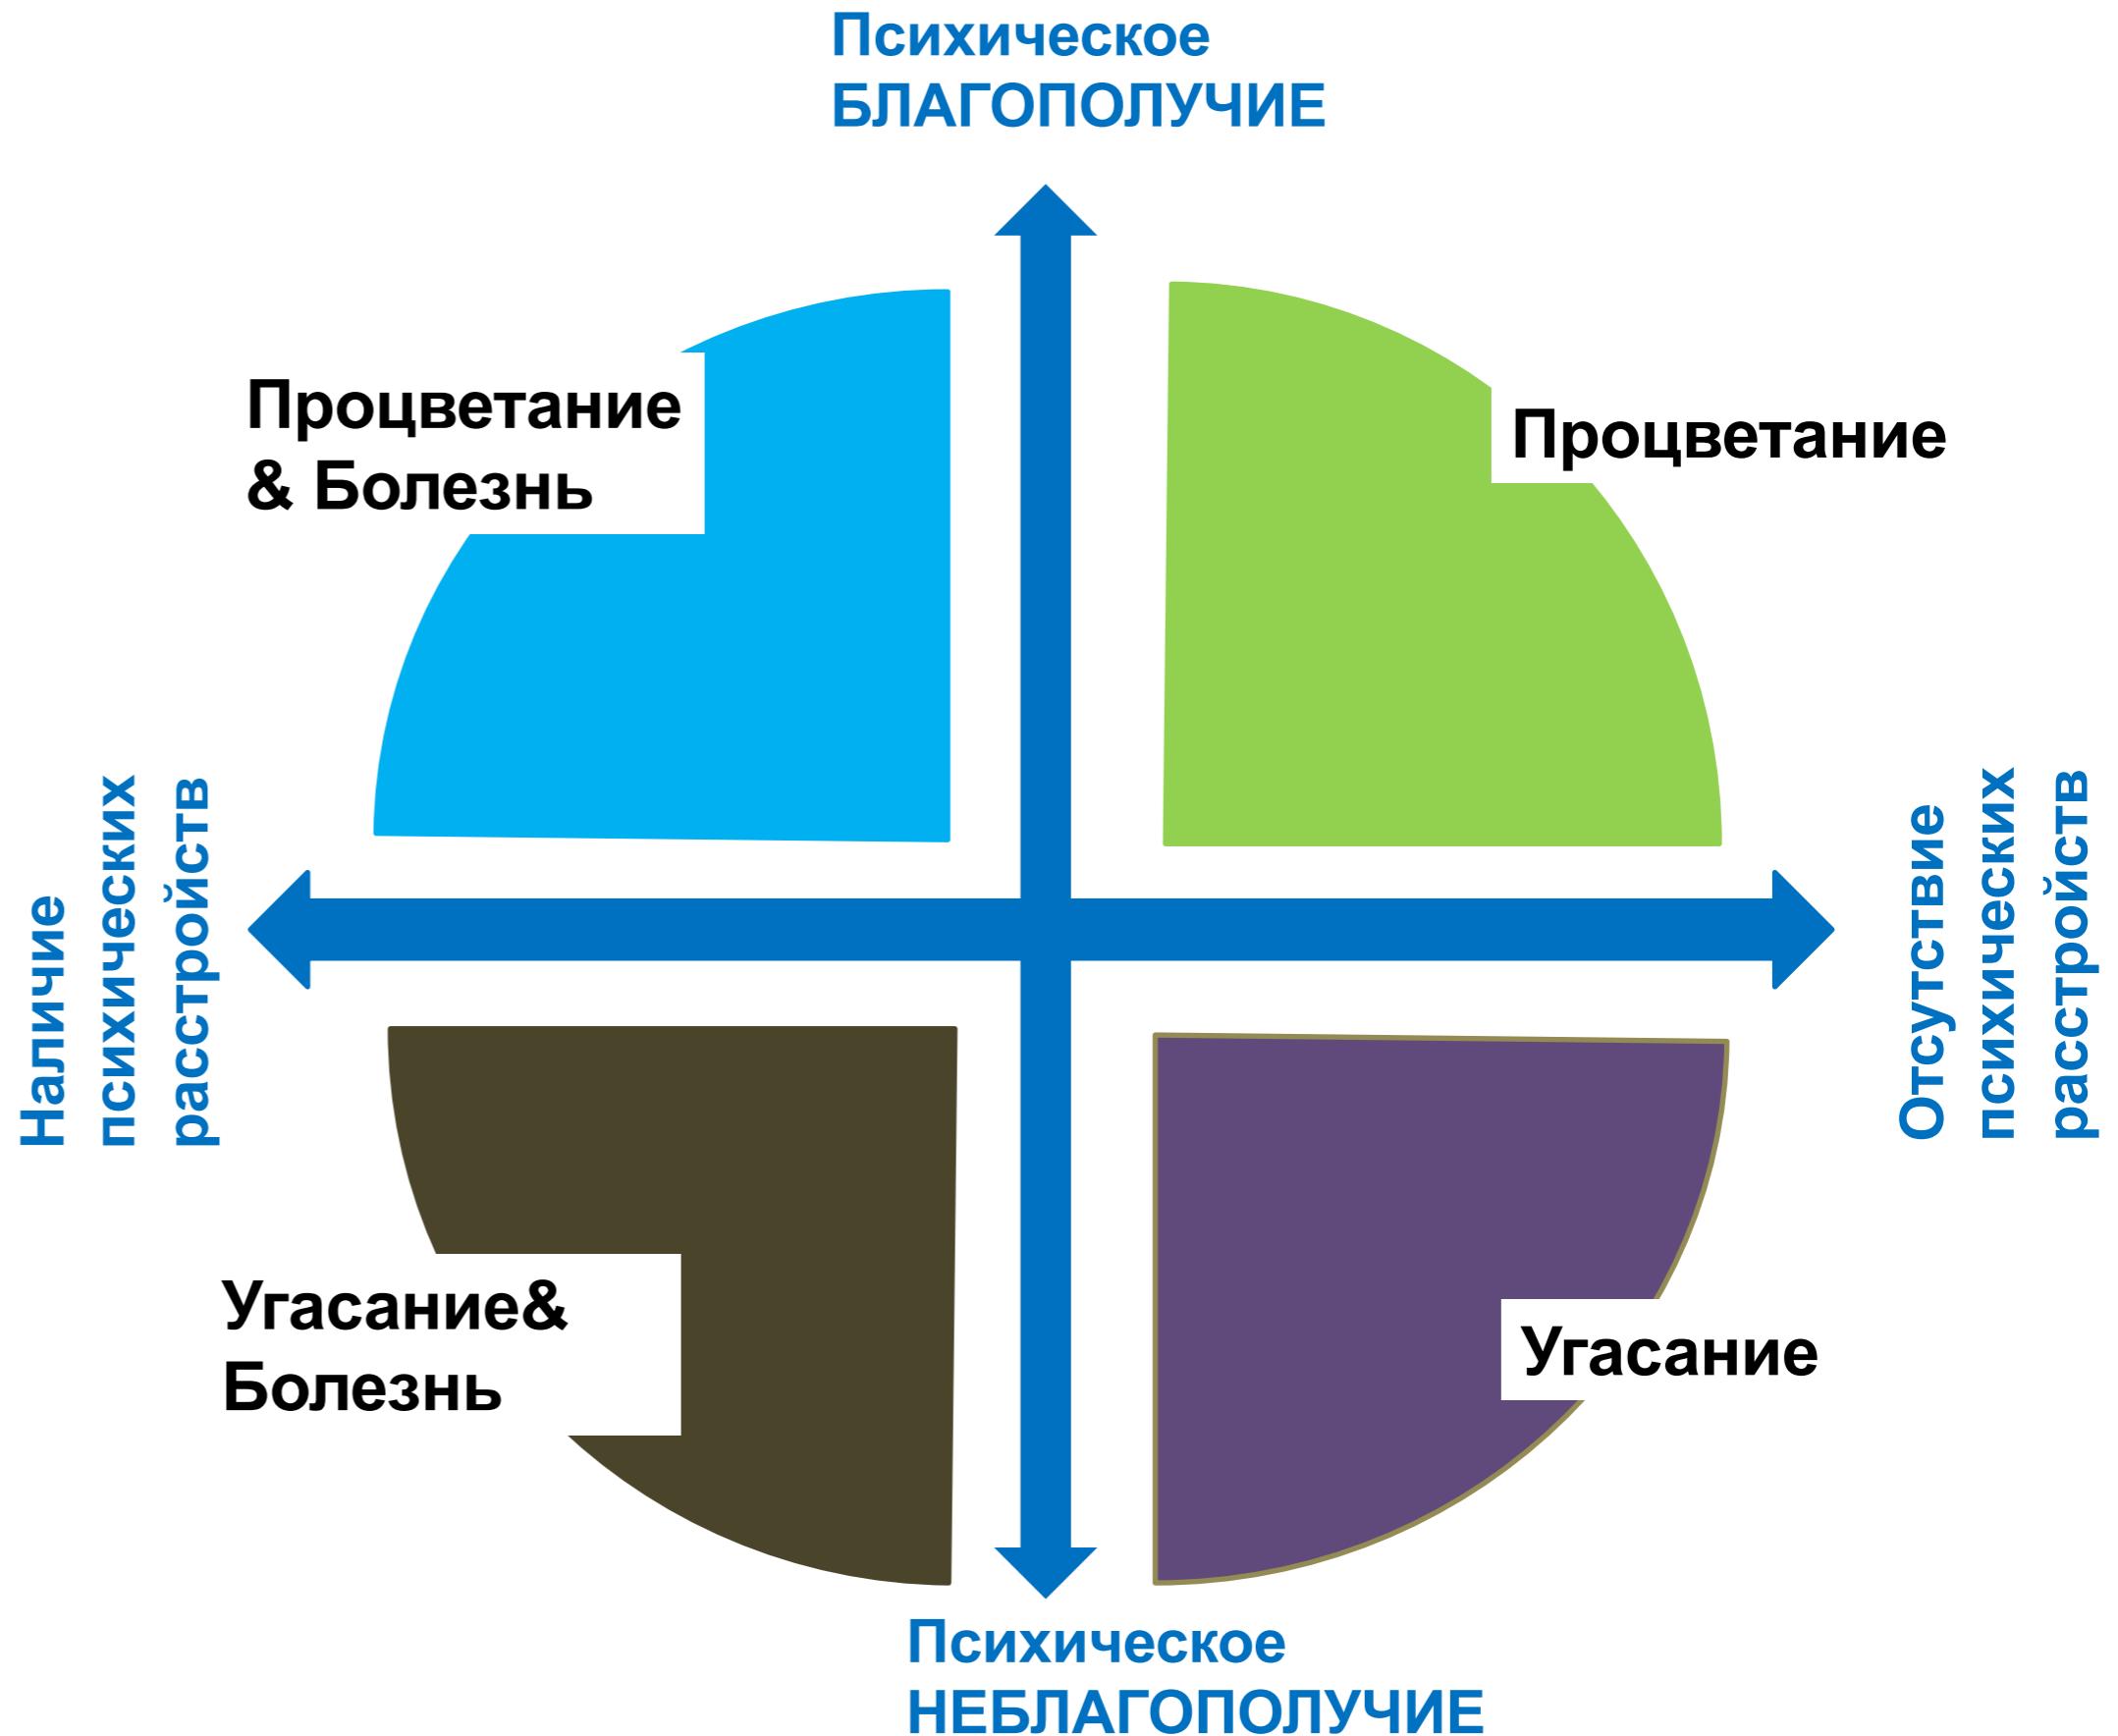 Психическое
БЛАГОПОЛУЧИЕ
Процветание
& Болезнь
Процветание
Наличие
психических
расстройств
Отсутствие
психических
расстройств
Угасание&
Болезнь
Угасание
Психическое
НЕБЛАГОПОЛУЧИЕ